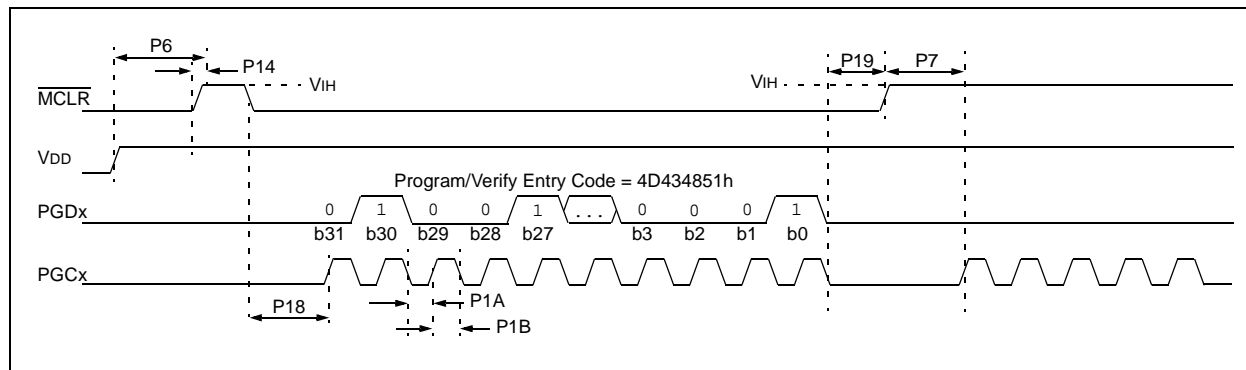 P6
P14
P19
P7
VIH
VIH
MCLR
VDD
Program/Verify Entry Code = 4D434851h
PGDx
0 1 0 0 1 ... 0 0 0 1
b31 b30 b29 b28 b27 b3 b2 b1 b0
PGCx
P18
P1A
P1B